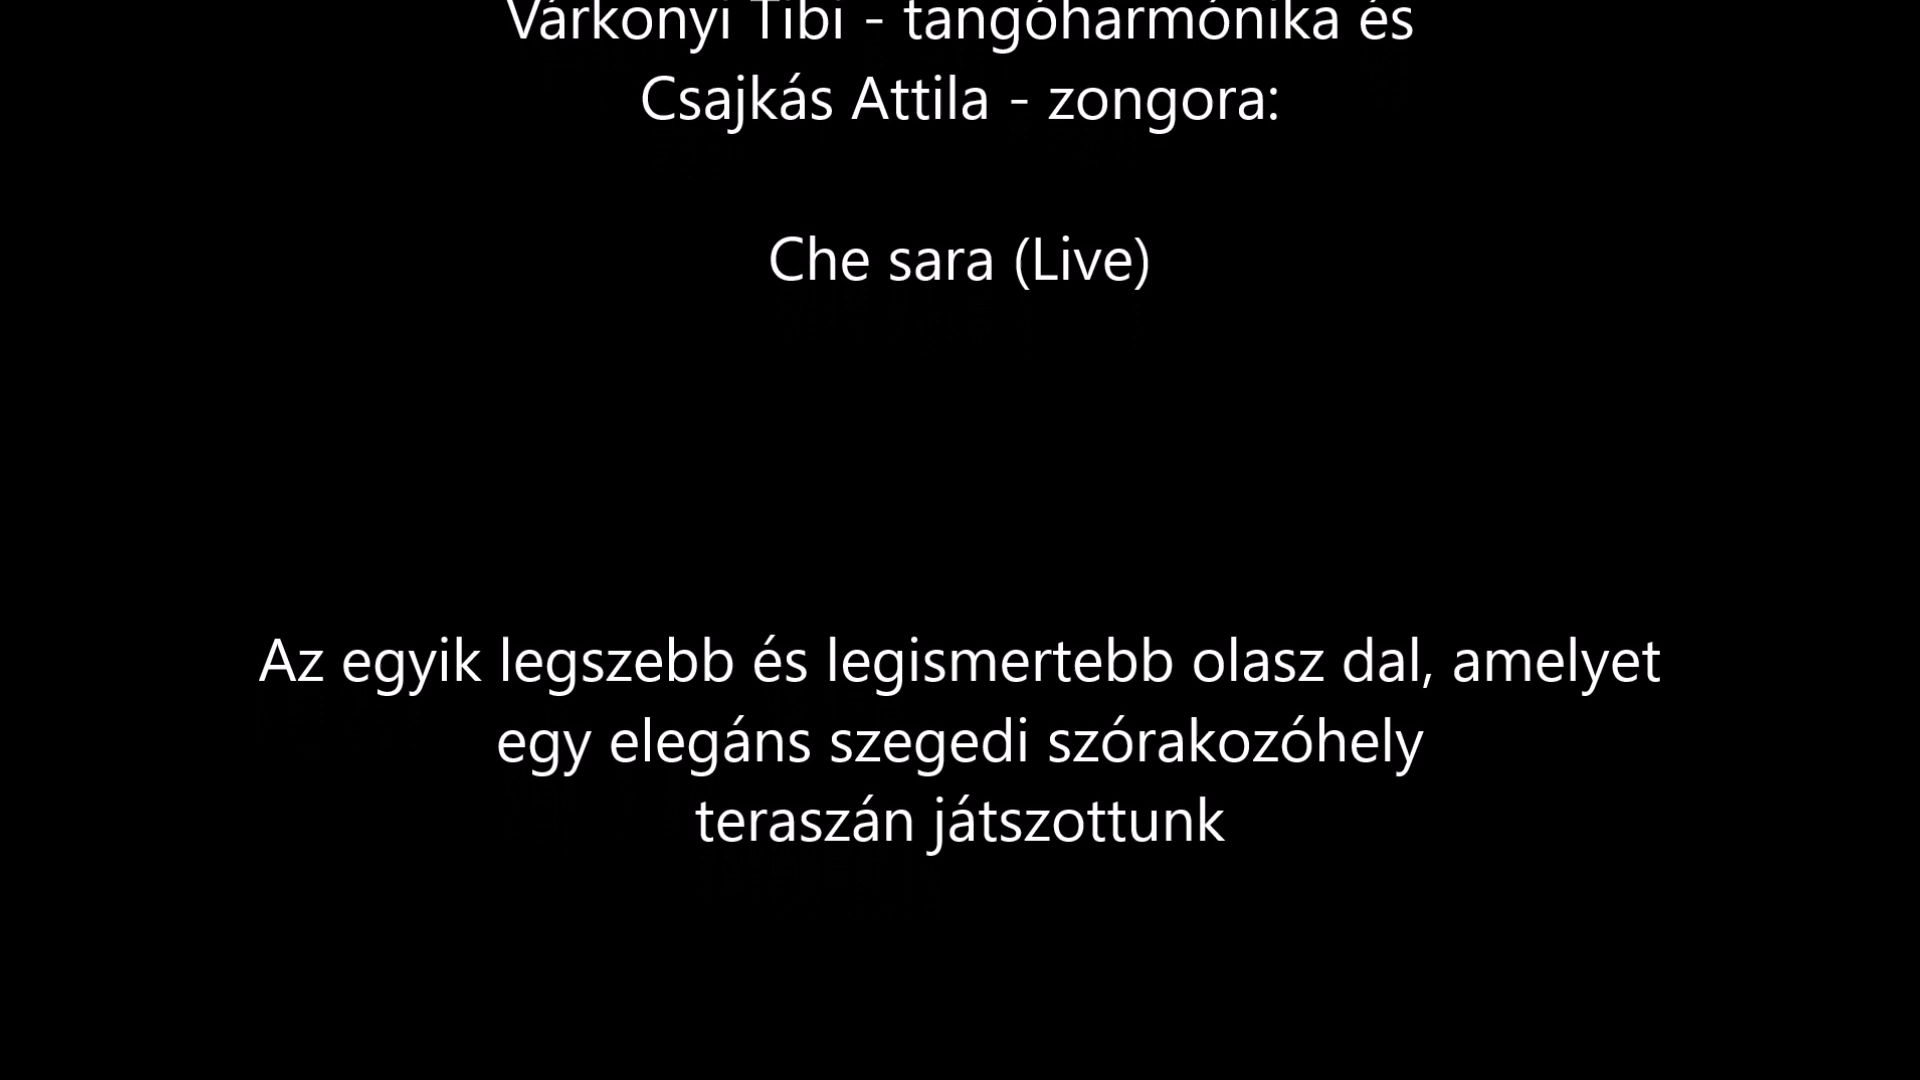 Várkonyi Tibi - tangóharmónika és
Csajkás Attila - zongora:
Che sara (Live)
Az egyik legszebb és legismertebb olasz dal, amelyet
egy elegáns szegedi szórakozóhely
teraszán játszottunk